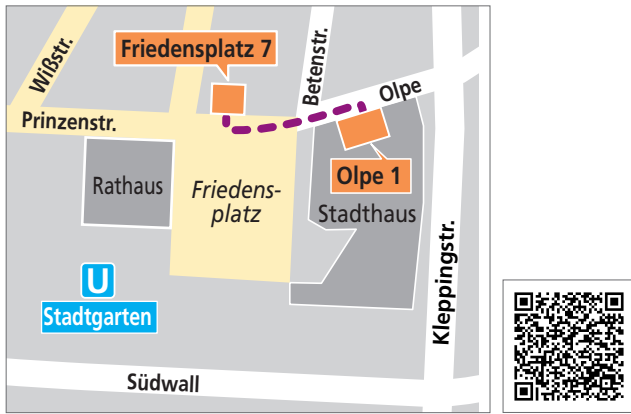 Wißstr.
Friedensplatz 7
Betenstr.
Olpe
Prinzenstr.
Rathaus
Friedens-
platz
Olpe 1
Stadthaus
Kleppingstr.
U
Stadtgarten
Südwall